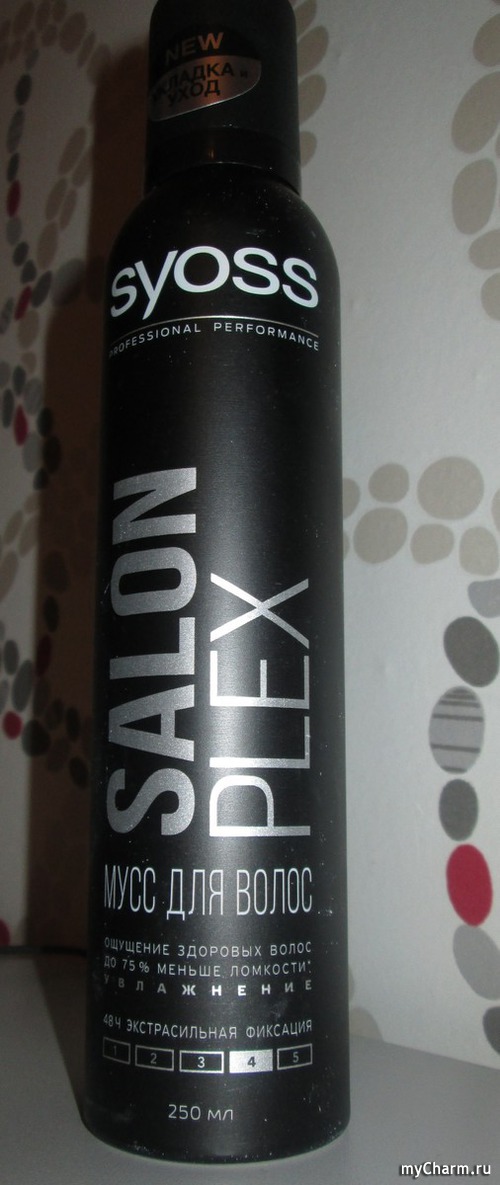 NEW
УКЛАДКА и
УХОД
syoss
PROFESSIONAL PERFORMANCE
SALON
PLEX
МУСС ДЛЯ ВОЛОС
ОЩУЩЕНИЕ ЗДОРОВЫХ ВОЛОС
ДО 75% МЕНЬШЕ ЛОМКОСТИ*
УВЛАЖНЕНИЕ
48Ч ЭКСТРАСИЛЬНАЯ ФИКСАЦИЯ
1 2 3 4 5
250 мл
myCharm.ru